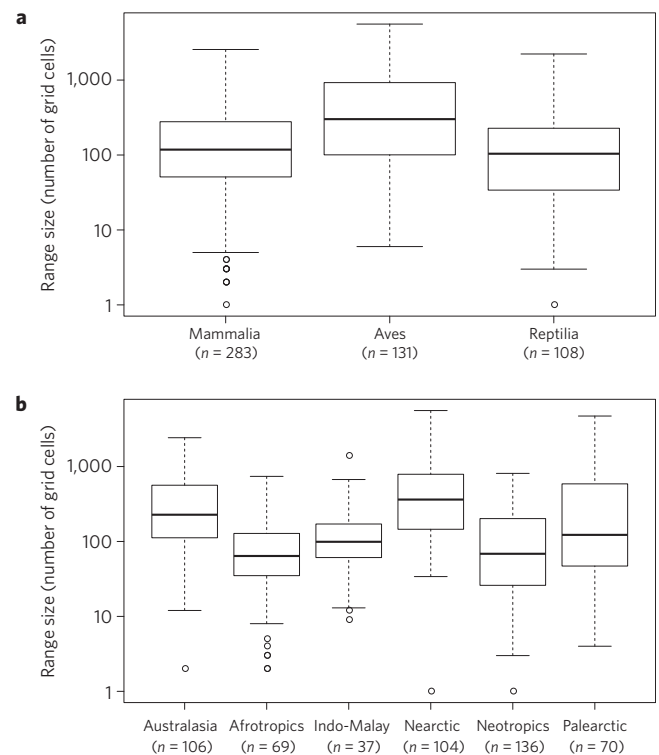 a
Range size (number of grid cells)
1,000
100
10
1
Mammalia Aves Reptilia
(n = 283) (n = 131) (n = 108)
b
Range size (number of grid cells)
1,000
100
10
1
Australasia Afrotropics Indo-Malay Nearctic Neotropics Palearctic
(n = 106) (n = 69) (n = 37) (n = 104) (n = 136) (n = 70)